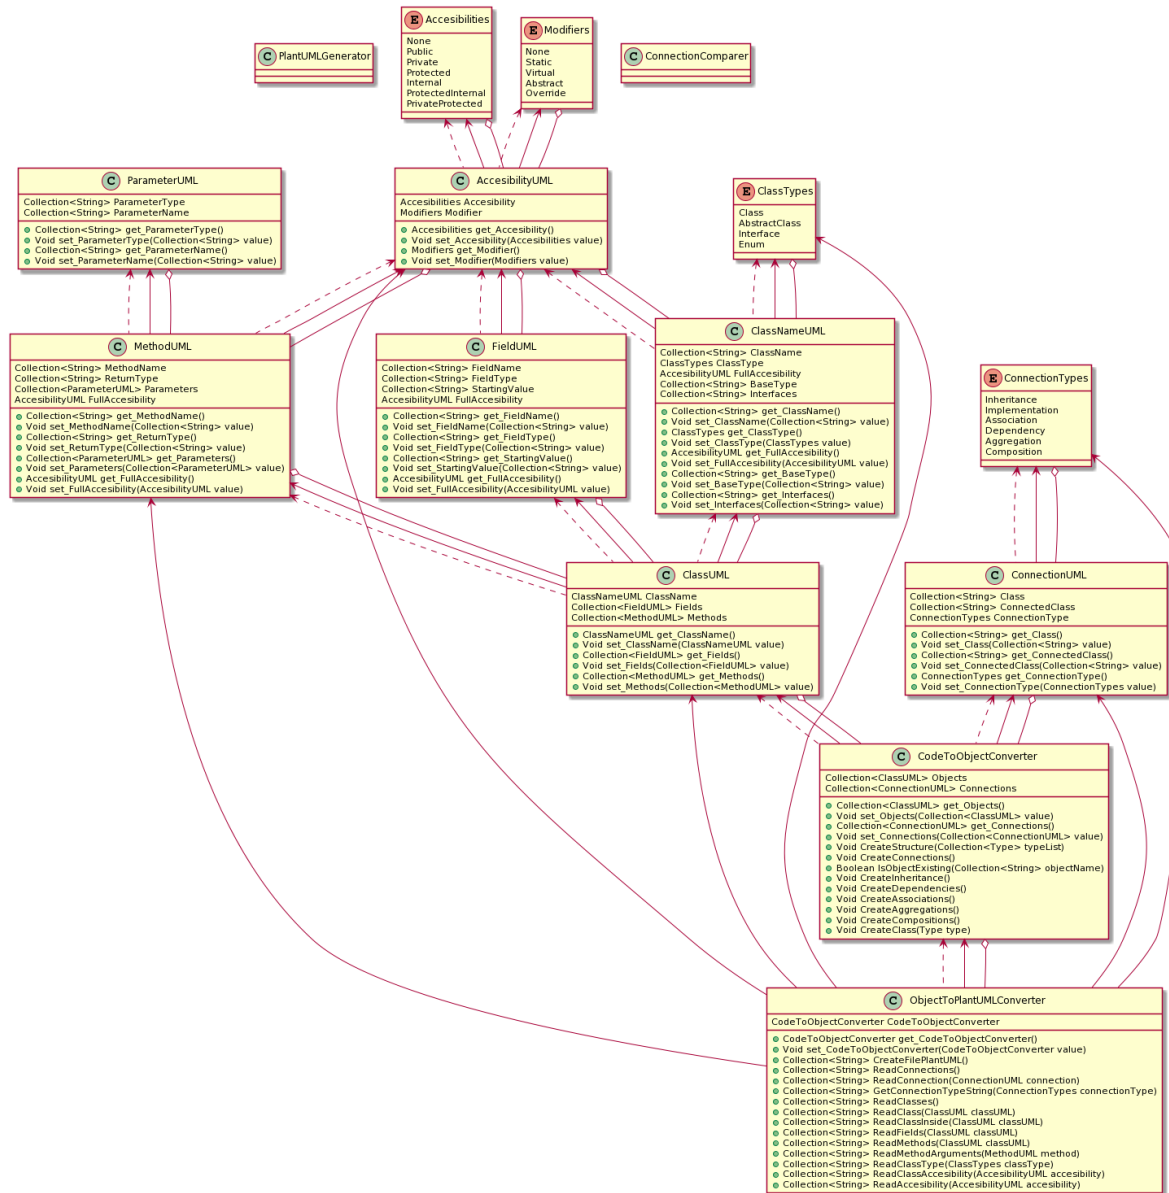 C PlantUMLGenerator
E Accesibilities
None
Public
Private
Protected
Internal
ProtectedInternal
PrivateProtected
E Modifiers
None
Static
Virtual
Abstract
Override
C ConnectionComparer
C ParameterUML
Collection<String> ParameterType
Collection<String> ParameterName
Collection<String> get_ParameterType()
Void set_ParameterType(Collection<String> value)
Collection<String> get_ParameterName()
Void set_ParameterName(Collection<String> value)
C AccesibilityUML
Accesibilities Accesibility
Modifiers Modifier
Accesibilities get_Accesibility()
Void set_Accesibility(Accesibilities value)
Modifiers get_Modifier()
Void set_Modifier(Modifiers value)
E ClassTypes
Class
AbstractClass
Interface
Enum
C MethodUML
Collection<String> MethodName
Collection<String> ReturnType
Collection<ParameterUML> Parameters
AccesibilityUML FullAccesibility
Collection<String> get_MethodName()
Void set_MethodName(Collection<String> value)
Collection<String> get_ReturnType()
Void set_ReturnType(Collection<String> value)
Collection<ParameterUML> get_Parameters()
Void set_Parameters(Collection<ParameterUML> value)
AccesibilityUML get_FullAccesibility()
Void set_FullAccesibility(AccesibilityUML value)
C FieldUML
Collection<String> FieldName
Collection<String> FieldType
Collection<String> StartingValue
AccesibilityUML FullAccesibility
Collection<String> get_FieldName()
Void set_FieldName(Collection<String> value)
Collection<String> get_FieldType()
Void set_FieldType(Collection<String> value)
Collection<String> get_StartingValue()
Void set_StartingValue(Collection<String> value)
AccesibilityUML get_FullAccesibility()
Void set_FullAccesibility(AccesibilityUML value)
C ClassNameUML
Collection<String> ClassName
ClassTypes ClassType
AccesibilityUML FullAccesibility
Collection<String> BaseType
Collection<String> Interfaces
Collection<String> get_ClassName()
Void set_ClassName(Collection<String> value)
ClassTypes get_ClassType()
Void set_ClassType(ClassTypes value)
AccesibilityUML get_FullAccesibility()
Void set_FullAccesibility(AccesibilityUML value)
Collection<String> get_BaseType()
Void set_BaseType(Collection<String> value)
Collection<String> get_Interfaces()
Void set_Interfaces(Collection<String> value)
E ConnectionTypes
Inheritance
Implementation
Association
Dependency
Aggregation
Composition
C ClassUML
ClassNameUML ClassName
Collection<FieldUML> Fields
Collection<MethodUML> Methods
ClassNameUML get_ClassName()
Void set_ClassName(ClassNameUML value)
Collection<FieldUML> get_Fields()
Void set_Fields(Collection<FieldUML> value)
Collection<MethodUML> get_Methods()
Void set_Methods(Collection<MethodUML> value)
C ConnectionUML
Collection<String> Class
Collection<String> ConnectedClass
ConnectionTypes ConnectionType
Collection<String> get_Class()
Void set_Class(Collection<String> value)
Collection<String> get_ConnectedClass()
Void set_ConnectedClass(Collection<String> value)
ConnectionTypes get_ConnectionType()
Void set_ConnectionType(ConnectionTypes value)
C CodeToObjectConverter
Collection<ClassUML> Objects
Collection<ConnectionUML> Connections
Collection<ClassUML> get_Objects()
Void set_Objects(Collection<ClassUML> value)
Collection<ConnectionUML> get_Connections()
Void set_Connections(Collection<ConnectionUML> value)
Void CreateStructure(Collection<Type> typeList)
Void CreateConnections()
Boolean IsObjectExisting(Collection<String> objectName)
Void CreateInheritance()
Void CreateDependencies()
Void CreateAssociations()
Void CreateAggregations()
Void CreateCompositions()
Void CreateClass(Type type)
C ObjectToPlantUMLConverter
CodeToObjectConverter CodeToObjectConverter
CodeToObjectConverter get_CodeToObjectConverter()
Void set_CodeToObjectConverter(CodeToObjectConverter value)
Collection<String> CreateFilePlantUML()
Collection<String> ReadConnections()
Collection<String> ReadConnection(ConnectionUML connection)
Collection<String> GetConnectionTypeString(ConnectionTypes connectionType)
Collection<String> ReadClasses()
Collection<String> ReadClass(ClassUML classUML)
Collection<String> ReadClassInside(ClassUML classUML)
Collection<String> ReadFields(ClassUML classUML)
Collection<String> ReadMethods(ClassUML classUML)
Collection<String> ReadMethodArguments(MethodUML method)
Collection<String> ReadClassType(ClassTypes classType)
Collection<String> ReadClassAccesibility(AccesibilityUML accesibility)
Collection<String> ReadAccesibility(AccesibilityUML accesibility)